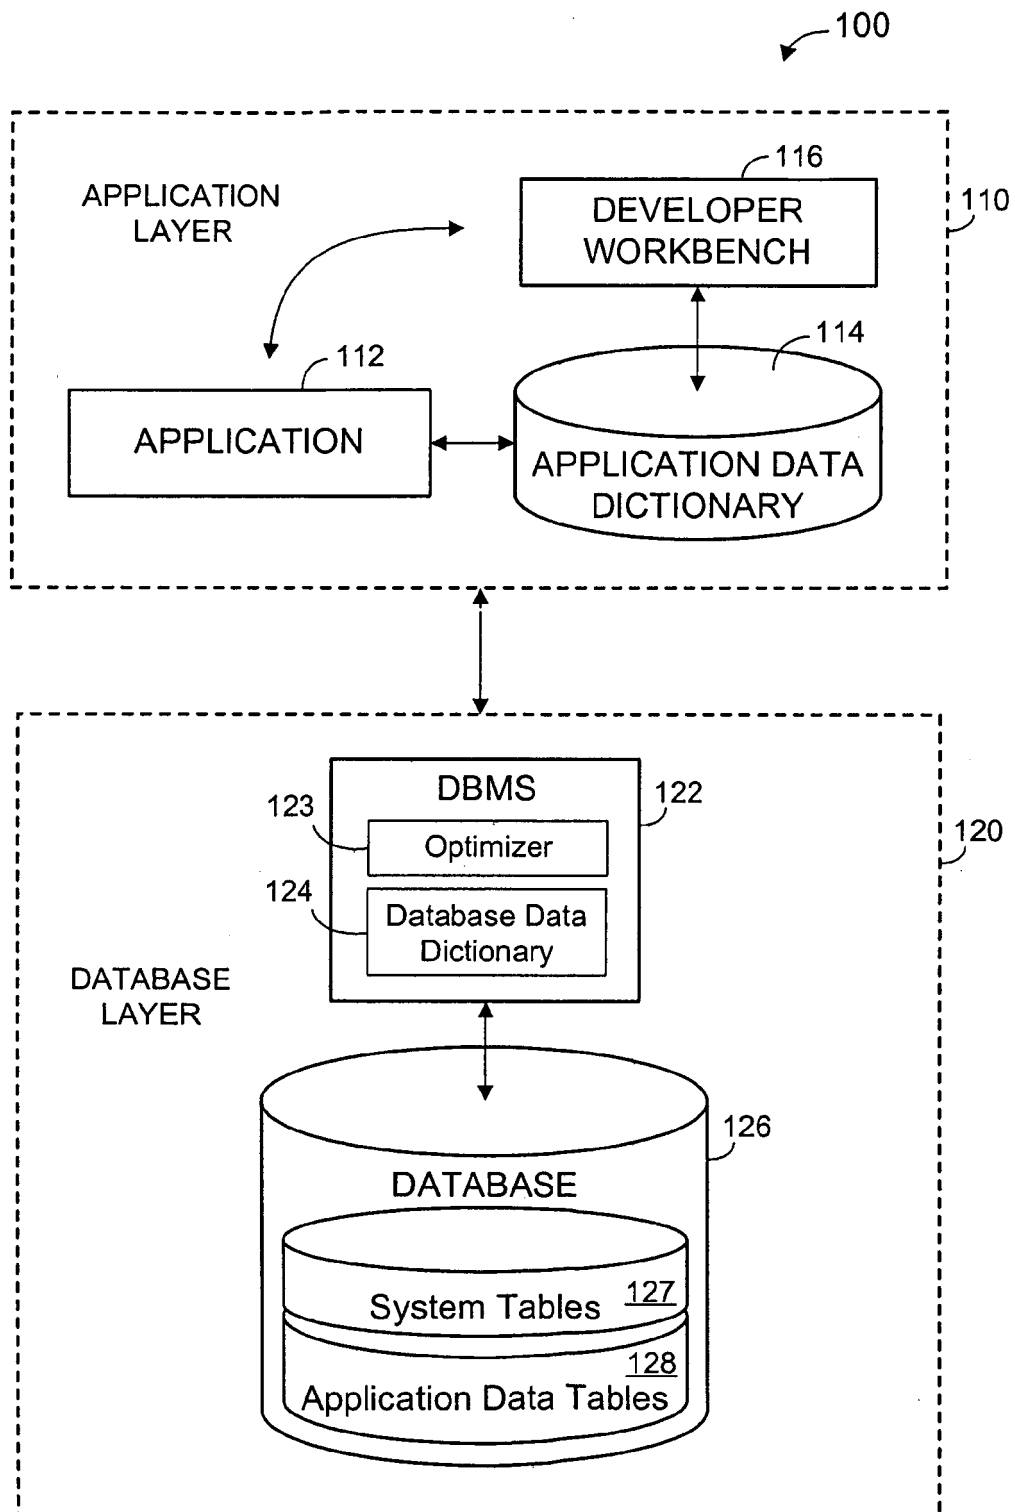 100
116
APPLICATION
LAYER
DEVELOPER
WORKBENCH
110
114
112
APPLICATION
APPLICATION DATA
DICTIONARY
DBMS
122
123
Optimizer
120
124
Database Data
Dictionary
DATABASE
LAYER
126
DATABASE
System Tables
127
128
Application Data Tables